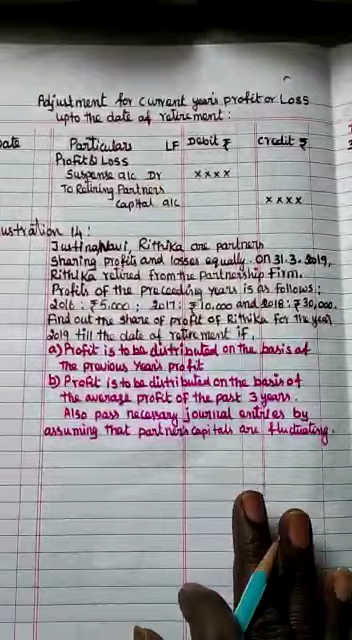 Adjustment for current year's profit or Loss
upto the date of retirement:
Date Particulars LF Debit ₹ Credit ₹
Profit & Loss
Suspense a/c Dr xxxx
To Retiring Partners
Capital a/c xxxx
ustration 14:
Justina, Navi, Rithika are partners
sharing profits and losses equally. On 31.3.2019,
Rithika retired from the partnership firm.
Profits of the preceeding years is as follows:
2016: ₹5,000; 2017: ₹10,000 and 2018: ₹30,000.
Find out the share of profit of Rithika for the year
2019 till the date of retirement if,
a) Profit is to be distributed on the basis of
the previous year's profit
b) Profit is to be distributed on the basis of
the average profit of the past 3 years.
Also pass necessary journal entries by
assuming that partners capitals are fluctuating.